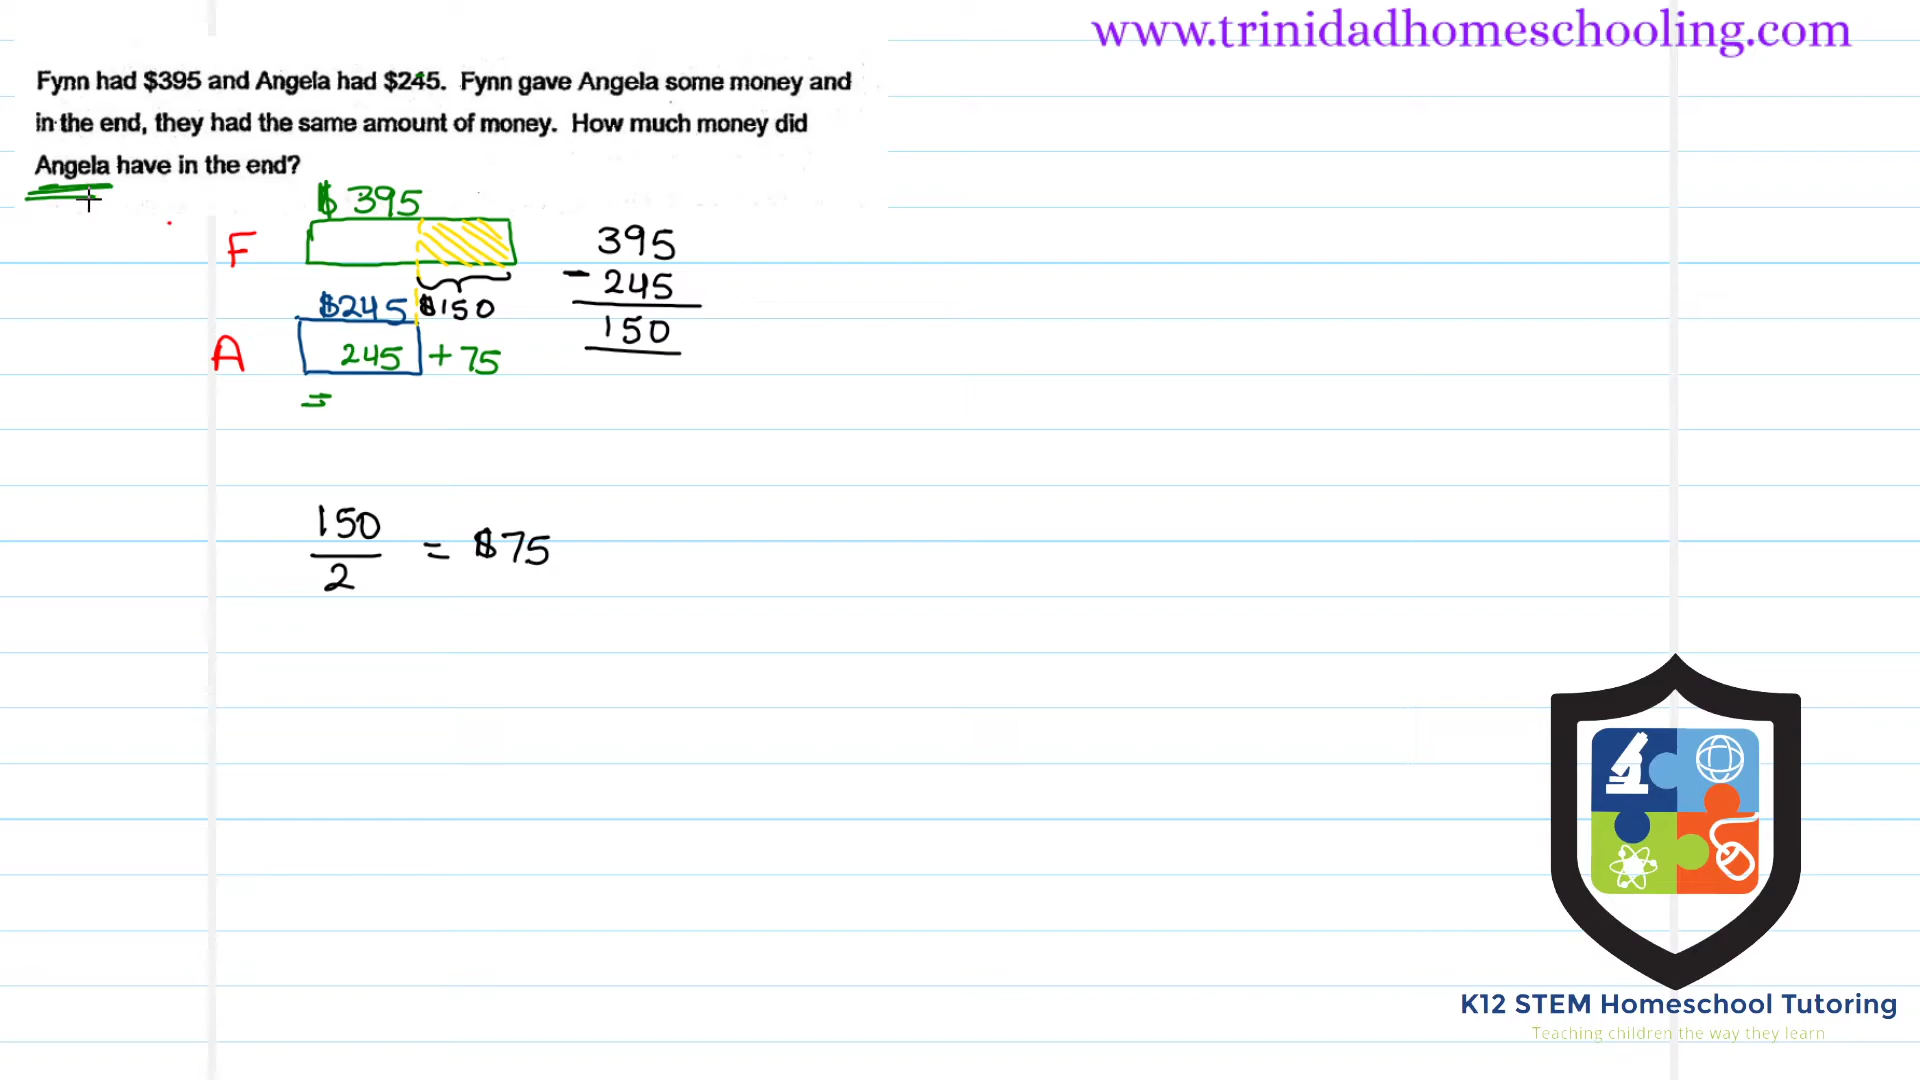 www.trinidadhomeschooling.com
Fynn had $395 and Angela had $245. Fynn gave Angela some money and
in the end, they had the same amount of money. How much money did
Angela have in the end?
$ 395
F
$245 $150
A
245 + 75
=
395
- 245
150
150
2
= $75
K12 STEM Homeschool Tutoring
Teaching children the way they learn